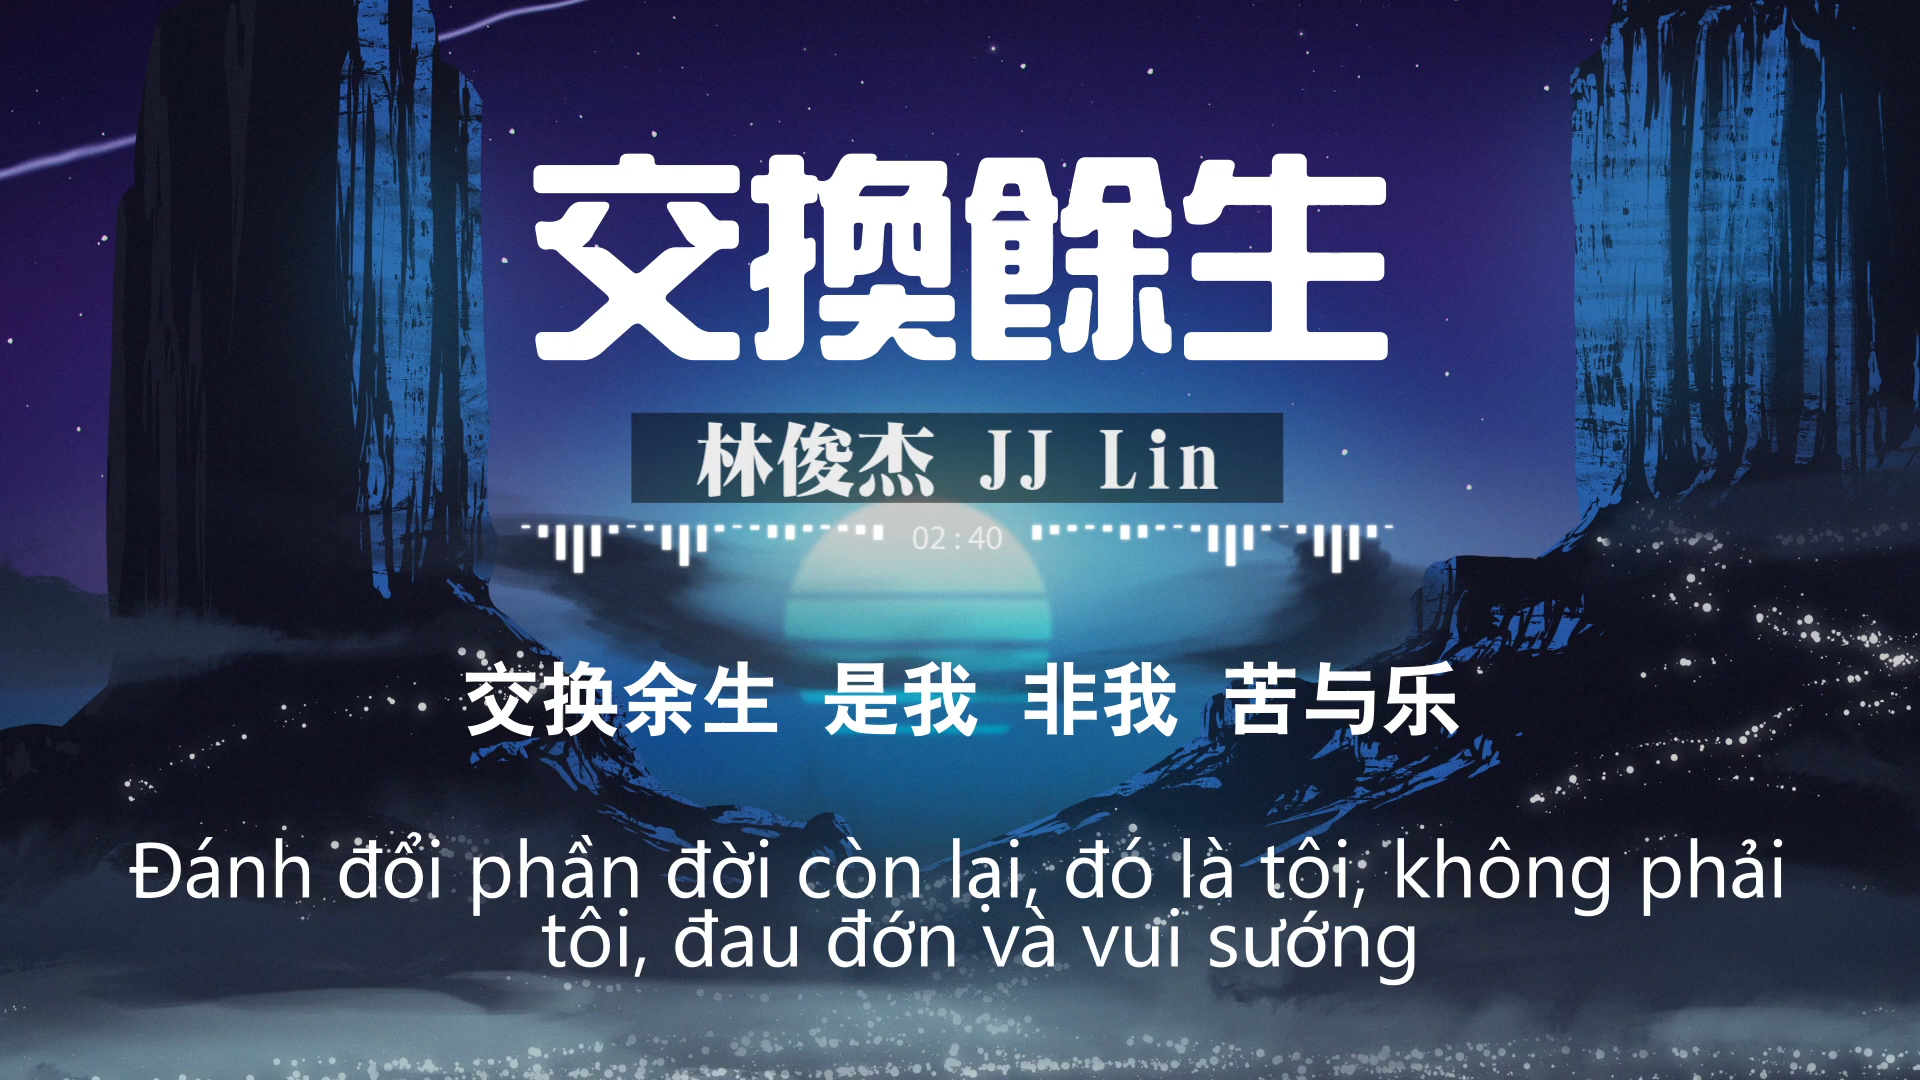 交換餘生
林俊杰 JJ Lin
02:40
交换余生 是我 非我 苦与乐
Đánh đổi phần đời còn lại, đó là tôi, không phải
tôi, đau đớn và vui sướng